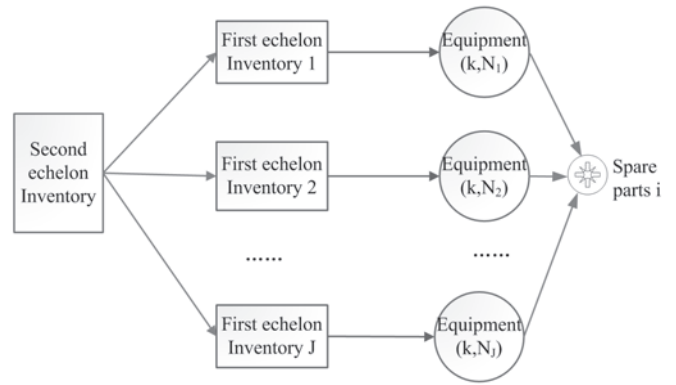 Second
echelon
Inventory
First echelon
Inventory 1
Equipment
(k,N₁)
First echelon
Inventory 2
Equipment
(k,N₂)
Spare
parts i
......
......
First echelon
Inventory J
Equipment
(k,N_J)